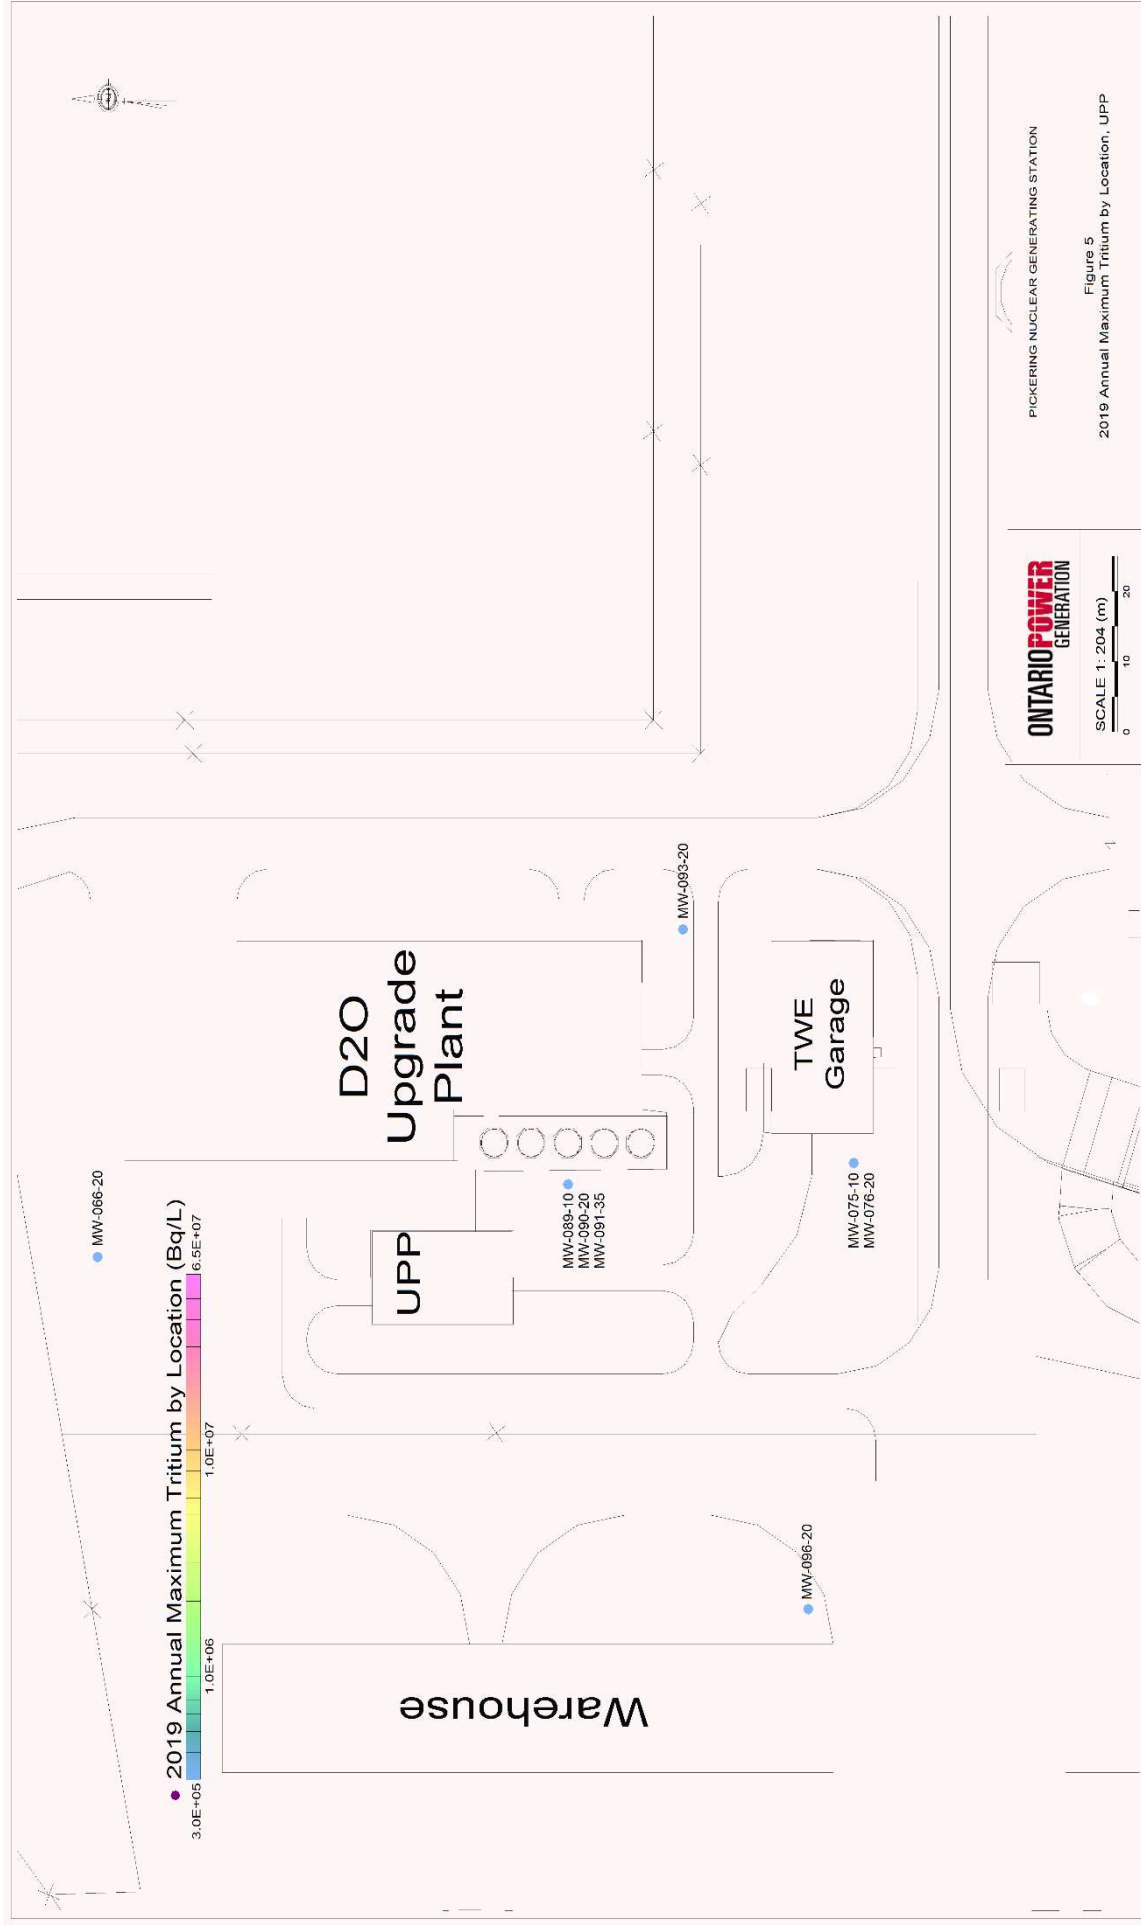 MW-066-20
2019 Annual Maximum Tritium by Location (Bq/L)
3.0E+05
1.0E+06
1.0E+07
6.5E+07
D2O
Upgrade
Plant
UPP
MW-089-10
MW-090-20
MW-091-35
MW-093-20
TWE
Garage
MW-075-10
MW-076-20
Warehouse
MW-096-20
ONTARIOPOWER
GENERATION
SCALE 1: 204 (m)
0
10
20
PICKERING NUCLEAR GENERATING STATION
Figure 5
2019 Annual Maximum Tritium by Location, UPP